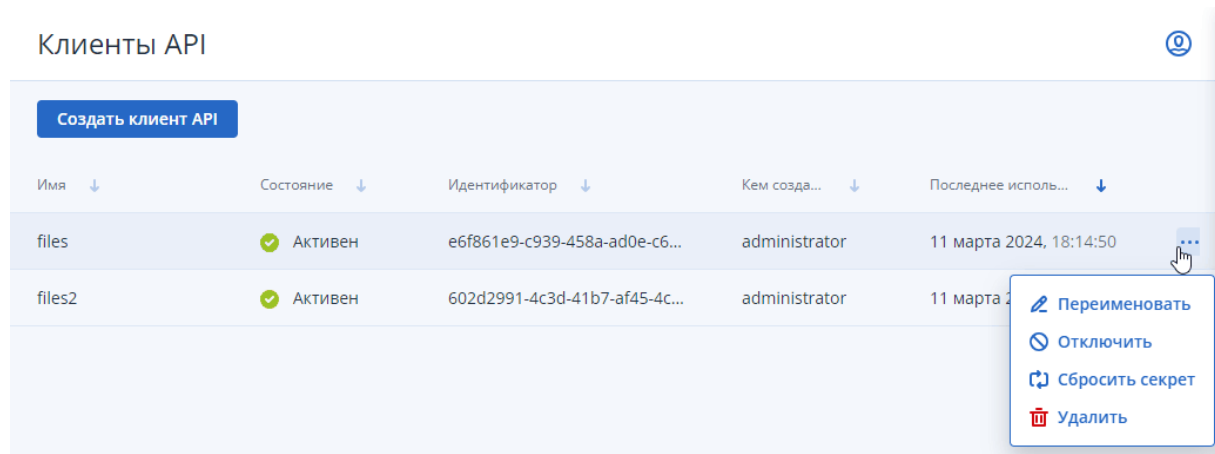 Клиенты API
Создать клиент API
Имя Состояние Идентификатор Кем созда... Последнее исполь...
files Активен e6f861e9-c939-458a-ad0e-c6... administrator 11 марта 2024, 18:14:50
files2 Активен 602d2991-4c3d-41b7-af45-4c... administrator 11 марта
Переименовать
Отключить
Сбросить секрет
Удалить